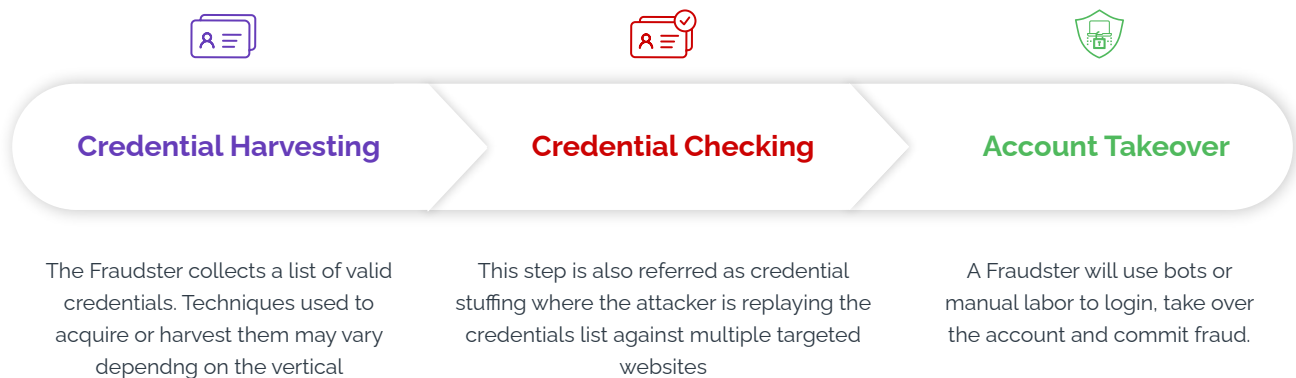 Credential Harvesting
Credential Checking
Account Takeover
The Fraudster collects a list of valid
credentials. Techniques used to
acquire or harvest them may vary
dependng on the vertical
This step is also referred as credential
stuffing where the attacker is replaying the
credentials list against multiple targeted
websites
A Fraudster will use bots or
manual labor to login, take over
the account and commit fraud.